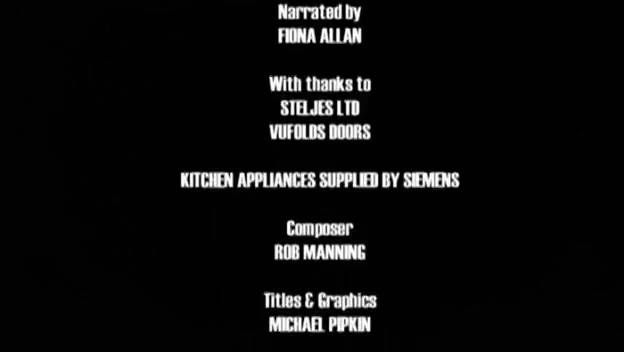 Narrated by
FIONA ALLAN
With thanks to
STELJES LTD
VUFOLDS DOORS
KITCHEN APPLIANCES SUPPLIED BY SIEMENS
Composer
ROB MANNING
Titles & Graphics
MICHAEL PIPKIN